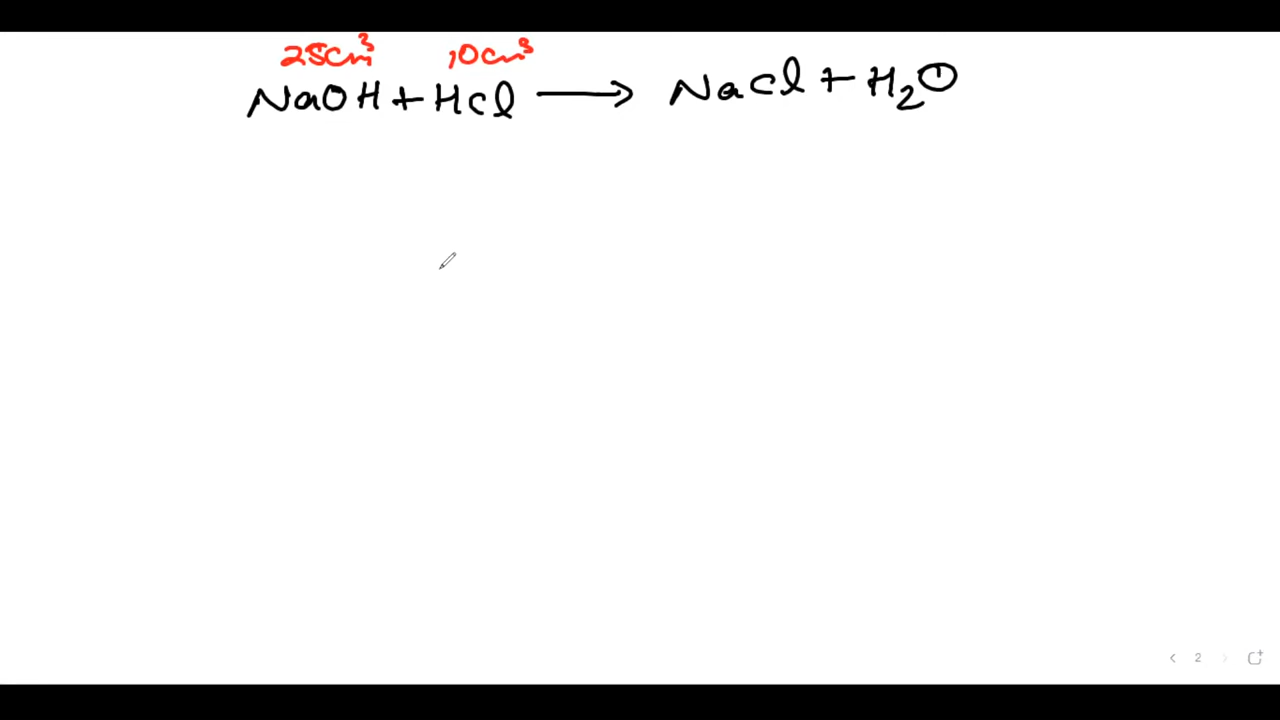 25cm³ 10cm³
NaOH + HCl ⟶ NaCl + H₂O
2